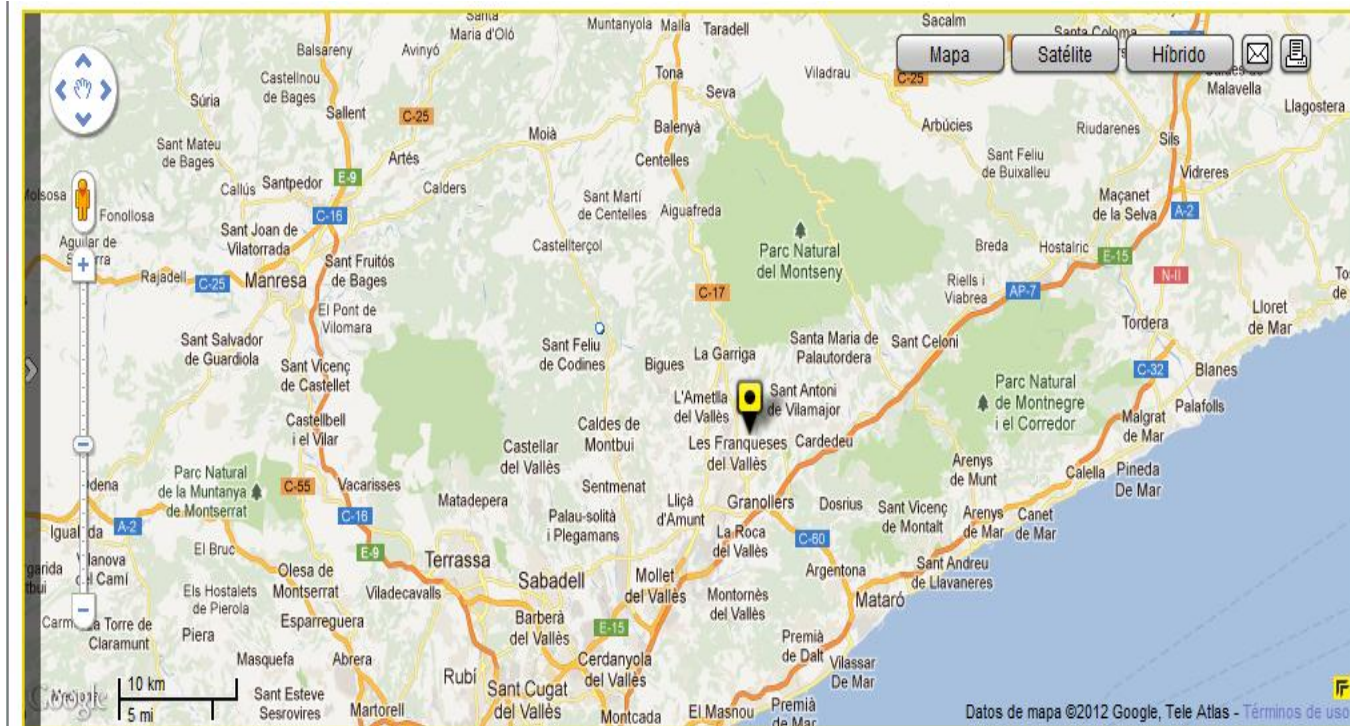 Santa
Maria d'Oló
Muntanyola
Malla
Taradell
Sacalm
Santa Coloma
Mapa
Satélite
Híbrido
Malavella
Balsareny
Avinyó
Castellnou
de Bages
Tona
Viladrau
C-25
Súria
Sallent
C-25
Seva
Llagostera
Moià
Balenyà
Arbúcies
Riudarenes
Sils
Sant Mateu
de Bages
Artés
Centelles
Sant Feliu
de Buixalleu
Vidreres
Callús
Santpedor
E-9
Calders
Sant Martí
de Centelles
Aiguafreda
Maçanet
de la Selva
A-2
Fonollosa
C-16
Sant Joan de
Vilatorrada
Castellterçol
Parc Natural
del Montseny
Breda
Hostalric
E-15
Aguilar de
Rajadell
C-25
Manresa
Sant Fruitós
de Bages
C-17
Riells i
Viabrea
AP-7
N-II
El Pont de
Vilomara
Lloret
de Mar
Tordera
Sant Salvador
de Guardiola
Sant Feliu
de Codines
Bigues
La Garriga
Santa Maria de
Palautordera
Sant Celoni
Sant Vicenç
de Castellet
C-32
Blanes
L'Ametlla
del Vallès
Sant Antoni
de Vilamajor
Parc Natural
de Montnegre
i el Corredor
Palafolls
Malgrat
de Mar
Castellbell
i el Vilar
Castellar
del Vallès
Caldes de
Montbui
Les Franqueses
del Vallès
Cardedeu
Arenys
de Munt
Calella
Pineda
De Mar
Parc Natural
de la Muntanya
de Montserrat
C-55
Vacarisses
Matadepera
Sentmenat
Lliçà
d'Amunt
Granollers
Dosrius
Sant Vicenç
de Montalt
Arenys
de Mar
Canet
de Mar
A-2
C-16
Palau-solità
i Plegamans
La Roca
del Vallès
C-60
El Bruc
E-9
Terrassa
Sabadell
Mollet
del Vallès
Argentona
Sant Andreu
de Llavaneres
Olesa de
Montserrat
Viladecavalls
Montornès
del Vallès
Mataró
Els Hostalets
de Pierola
Esparreguera
Barberà
del Vallès
E-15
La Torre de
Claramunt
Piera
Premià
de Dalt
Vilassar
De Mar
Masquefa
Abrera
Rubí
Cerdanyola
del Vallès
10 km
5 mi
Sant Esteve
Sesrovires
Martorell
Sant Cugat
del Vallès
Montcada
El Masnou
Premià
de Mar
Google
Datos de mapa ©2012 Google, Tele Atlas - Términos de uso